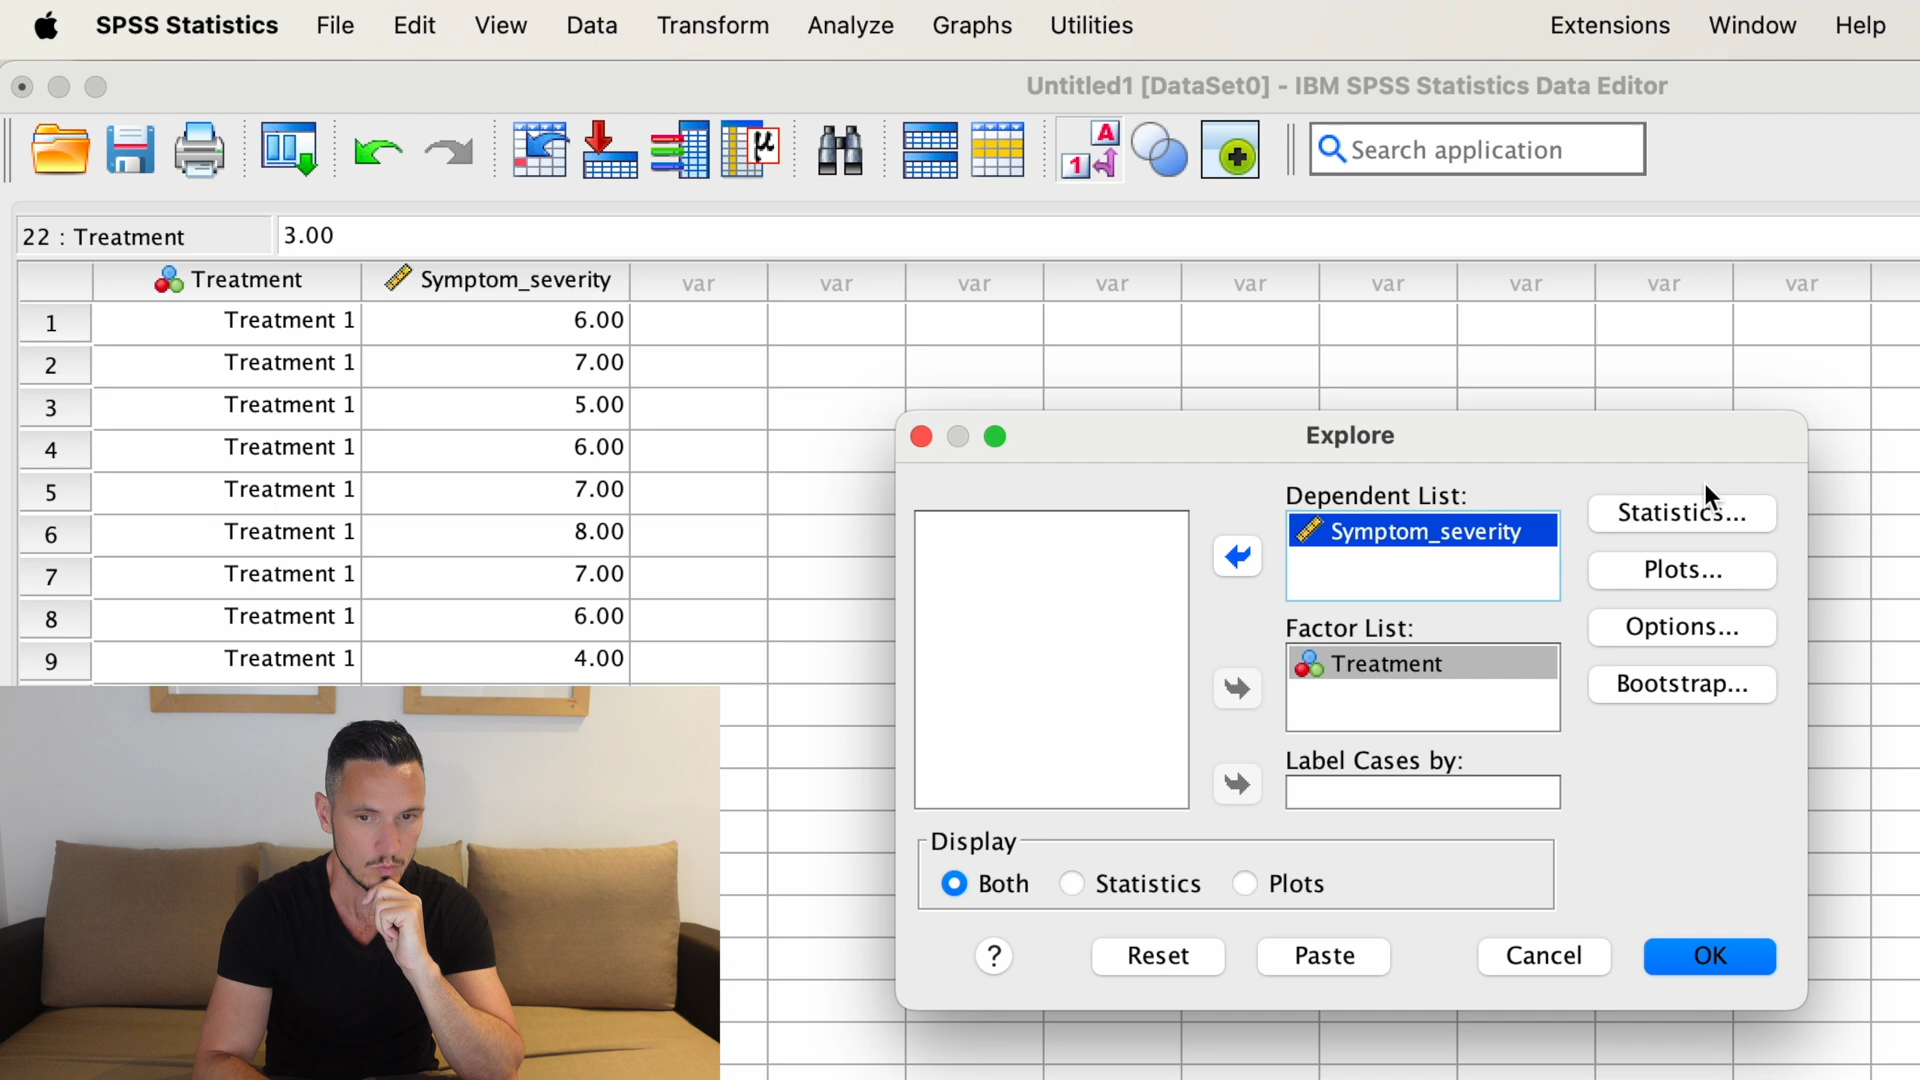 SPSS Statistics File Edit View Data Transform Analyze Graphs Utilities Extensions Window Help
Untitled1 [DataSet0] - IBM SPSS Statistics Data Editor
A
1
μ
Search application
22 : Treatment 3.00
Treatment Symptom_severity var var var var var var var var var
1 Treatment 1 6.00
2 Treatment 1 7.00
3 Treatment 1 5.00
4 Treatment 1 6.00
5 Treatment 1 7.00
6 Treatment 1 8.00
7 Treatment 1 7.00
8 Treatment 1 6.00
9 Treatment 1 4.00
Explore
Dependent List:
Symptom_severity
Factor List:
Treatment
Label Cases by:
Statistics...
Plots...
Options...
Bootstrap...
Display
Both Statistics Plots
? Reset Paste Cancel OK